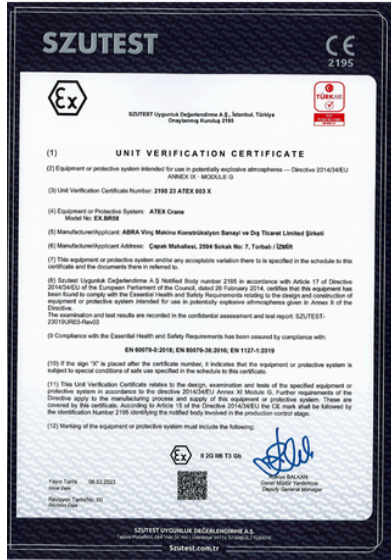 SZUTEST
CE
2195
Ex
TÜRKAK
SZUTEST Uygunluk Değerlendirme A.Ş., İstanbul, Türkiye
Onaylanmış Kuruluş 2195
(1) UNIT VERIFICATION CERTIFICATE
(2) Equipment or protective system intended for use in potentially explosive atmospheres — Directive 2014/34/EU
ANNEX IX - MODULE G
(3) Unit Verification Certificate Number: 2195 23 ATEX 003 X
(4) Equipment or Protective System: ATEX Crane
Model No: EX.BR58
(5) Manufacturer/Applicant: ABRA Vinç Makina Konstrüksiyon Sanayi ve Dış Ticaret Limited Şirketi
(6) Manufacturer/Applicant Address: Çapak Mahallesi, 2594 Sokak No: 7, Torbalı / İZMİR
(7) This equipment or protective system and/or any acceptable variation there to is specified in the schedule to this
certificate and the documents there in referred to.
(8) Szutest Uygunluk Değerlendirme A.Ş Notified Body number 2195 in accordance with Article 17 of Directive
2014/34/EU of the European Parliament of the Council, dated 26 February 2014, certifies that this equipment has
been found to comply with the Essential Health and Safety Requirements relating to the design and construction of
equipment or protective system intended for use in potentially explosive atmospheres given in Annex II of the
Directive.
The examination and test results are recorded in the confidential assessment and test report: SZUTEST-
23019UR03-Rev00
(9 Compliance with the Essential Health and Safety Requirements has been assured by compliance with:
EN 60079-0:2018; EN 80079-36:2016; EN 1127-1:2019
(10) If the sign "X" is placed after the certificate number, it indicates that the equipment or protective system is
subject to special conditions of safe use specified in the schedule to this certificate.
(11) This Unit Verification Certificate relates to the design, examination and tests of the specified equipment or
protective system in accordance to the directive 2014/34/EU Annex XI Module G. Further requirements of the
Directive apply to the manufacturing process and supply of this equipment or protective system. These are
covered by this certificate. According to Article 15 of the Directive 2014/34/EU the CE mark shall be followed by
the identification Number 2195 identifying the notified body involved in the production control stage.
(12) Marking of the equipment or protective system must include the following;
Ex II 2G IIB T3 Gb
Yayın Tarihi 06.03.2023
Issue Date
Revizyon Tarihi/No: 00
Revision Date
BALKAN
Genel Müdür Yardımcısı
Deputy General Manager
SZUTEST UYGUNLUK DEĞERLENDİRME A.Ş.
Szutest.com.tr